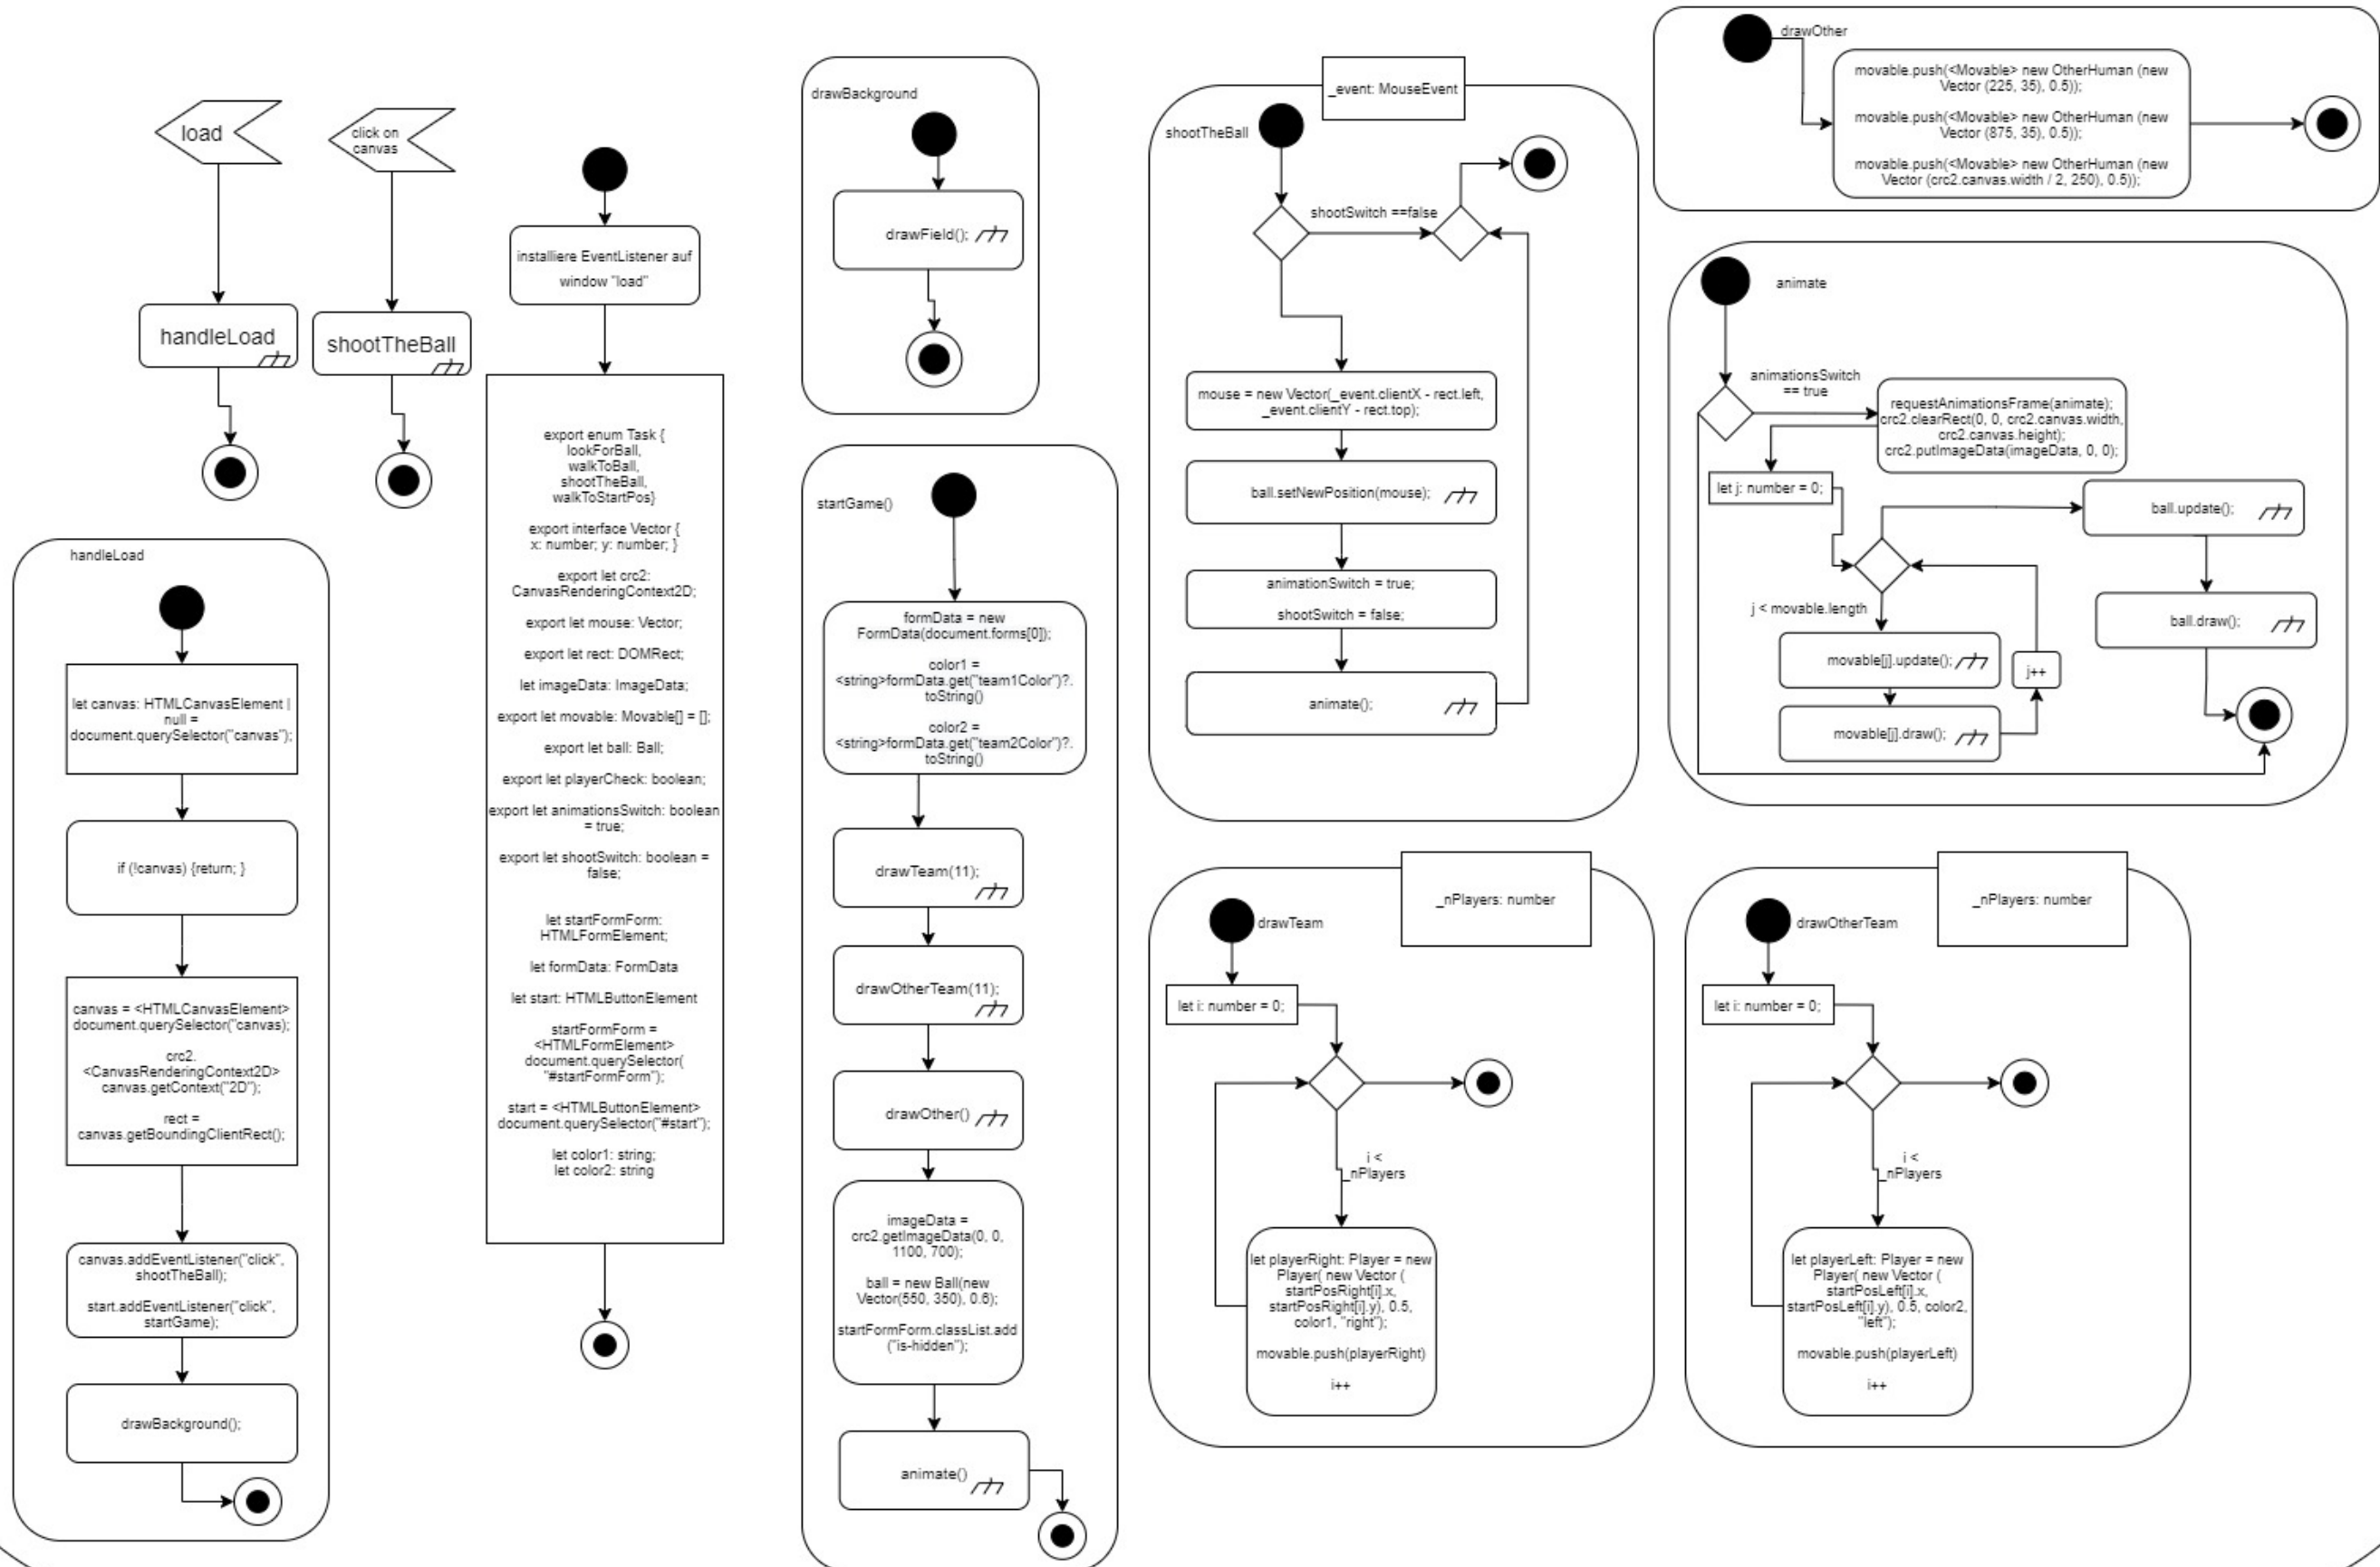 load
handleLoad
click on
canvas
shootTheBall
handleLoad
let canvas: HTMLCanvasElement |
null =
document.querySelector("canvas");
if (!canvas) {return; }
canvas = <HTMLCanvasElement>
document.querySelector("canvas);
crc2.
<CanvasRenderingContext2D>
canvas.getContext("2D");
rect =
canvas.getBoundingClientRect();
canvas.addEventListener("click",
shootTheBall);
start.addEventListener("click",
startGame);
drawBackground();
installiere EventListener auf
window "load"
export enum Task {
lookForBall,
walkToBall,
shootTheBall,
walkToStartPos}
export interface Vector {
x: number; y: number; }
export let crc2:
CanvasRenderingContext2D;
export let mouse: Vector;
export let rect: DOMRect;
let imageData: ImageData;
export let movable: Movable[] = [];
export let ball: Ball;
export let playerCheck: boolean;
export let animationsSwitch: boolean
= true;
export let shootSwitch: boolean =
false;
let startFormForm:
HTMLFormElement;
let formData: FormData
let start: HTMLButtonElement
startFormForm =
<HTMLFormElement>
document.querySelector(
"#startFormForm");
start = <HTMLButtonElement>
document.querySelector("#start");
let color1: string;
let color2: string
drawBackground
drawField();
startGame()
formData = new
FormData(document.forms[0]);
color1 =
<string>formData.get("team1Color")?.
toString()
color2 =
<string>formData.get("team2Color")?.
toString()
drawTeam(11);
drawOtherTeam(11);
drawOther()
imageData =
crc2.getImageData(0, 0,
1100, 700);
ball = new Ball(new
Vector(550, 350), 0.6);
startFormForm.classList.add
("is-hidden");
animate()
_event: MouseEvent
shootTheBall
shootSwitch ==false
mouse = new Vector(_event.clientX - rect.left,
_event.clientY - rect.top);
ball.setNewPosition(mouse);
animationSwitch = true;
shootSwitch = false;
animate();
drawOther
movable.push(<Movable> new OtherHuman (new
Vector (225, 35), 0.5));
movable.push(<Movable> new OtherHuman (new
Vector (875, 35), 0.5));
movable.push(<Movable> new OtherHuman (new
Vector (crc2.canvas.width / 2, 250), 0.5));
animate
animationsSwitch
== true
requestAnimationsFrame(animate);
crc2.clearRect(0, 0, crc2.canvas.width,
crc2.canvas.height);
crc2.putImageData(imageData, 0, 0);
let j: number = 0;
j < movable.length
movable[j].update();
movable[j].draw();
j++
ball.update();
ball.draw();
_nPlayers: number
drawTeam
let i: number = 0;
i <
_nPlayers
let playerRight: Player = new
Player( new Vector (
startPosRight[i].x,
startPosRight[i].y), 0.5,
color1, "right");
movable.push(playerRight)
i++
_nPlayers: number
drawOtherTeam
let i: number = 0;
i <
_nPlayers
let playerLeft: Player = new
Player( new Vector (
startPosLeft[i].x,
startPosLeft[i].y), 0.5, color2,
"left");
movable.push(playerLeft)
i++